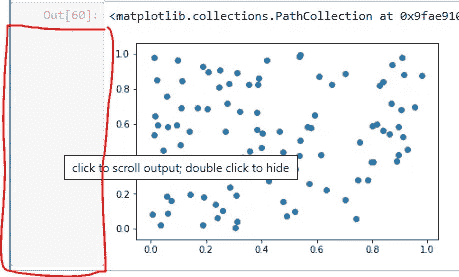 Out[60]: <matplotlib.collections.PathCollection at 0x9fae910
1.0
0.8
0.6
click to scroll output; double click to hide
0.2
0.0
0.0 0.2 0.4 0.6 0.8 1.0